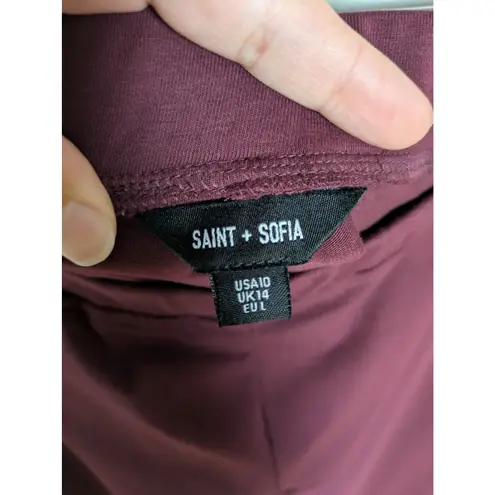 SAINT + SOFIA
USA10
UK14
EU L